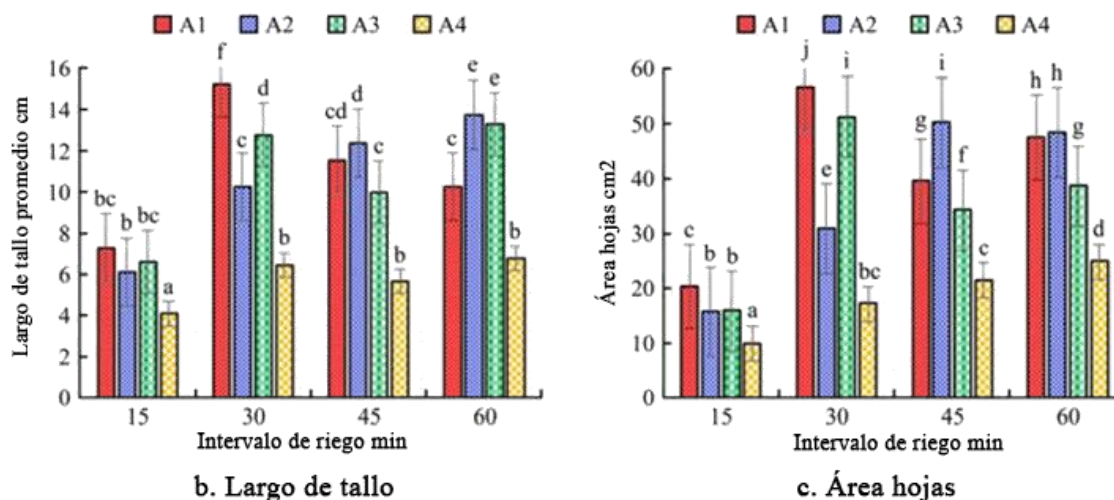 A1 A2 A3 A4
Largo de tallo promedio cm
16
14
12
10
8
6
4
2
0
bc b bc a
f c d b
cd d c b
c e e b
15 30 45 60
Intervalo de riego min
b. Largo de tallo
A1 A2 A3 A4
Área hojas cm2
60
50
40
30
20
10
0
c b b a
j e i bc
g i f c
h h g d
15 30 45 60
Intervalo de riego min
c. Área hojas